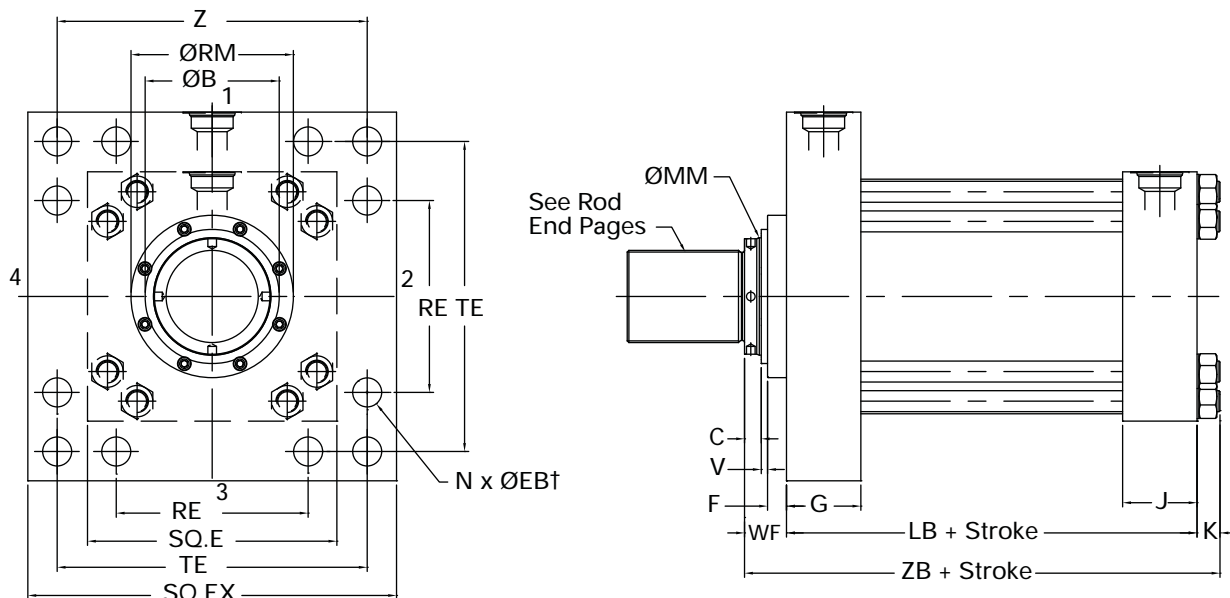 Z
ØRM
ØB
1
4
2
RE TE
3
RE
SQ.E
TE
SQ.EX
N x ØEB†
See Rod
End Pages
ØMM
C
V
F
G
J
WF
LB + Stroke
K
ZB + Stroke